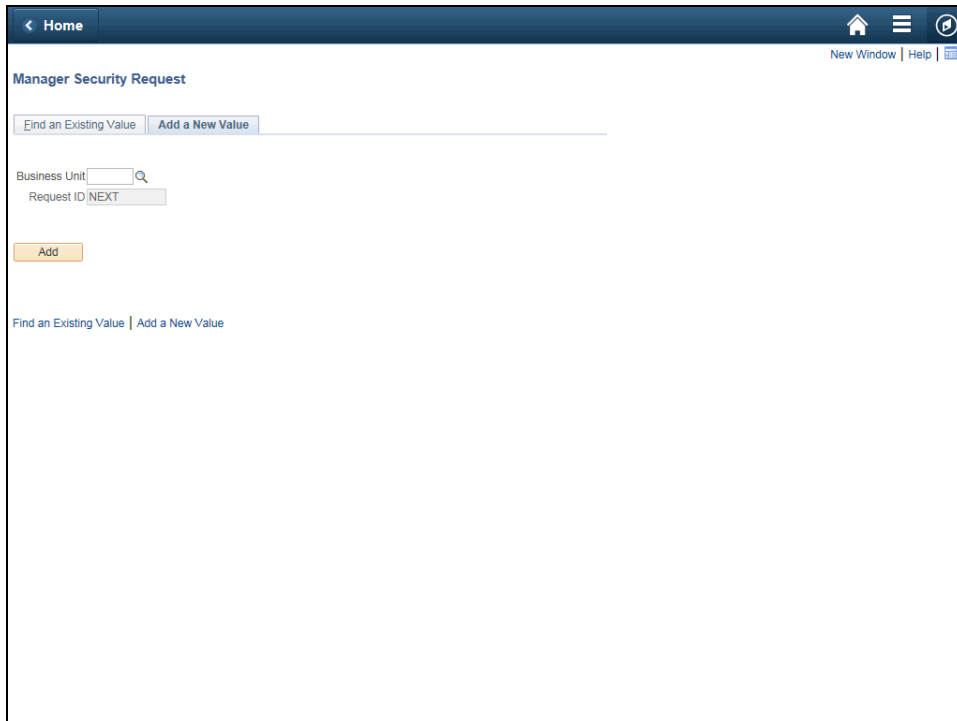 Home
New Window | Help |
Manager Security Request
Find an Existing Value
Add a New Value
Business Unit
Request ID NEXT
Add
Find an Existing Value | Add a New Value